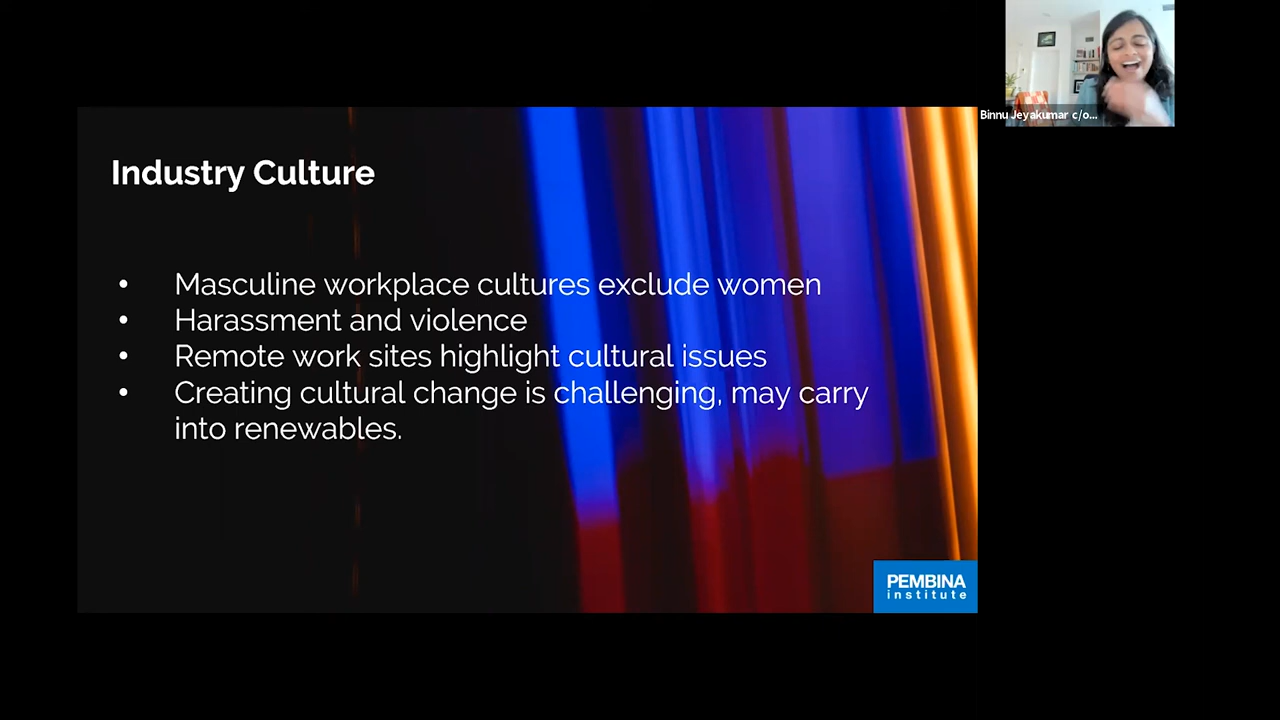 Binnu Jeyakumar c/o...
Industry Culture
• Masculine workplace cultures exclude women
• Harassment and violence
• Remote work sites highlight cultural issues
• Creating cultural change is challenging, may carry
into renewables.
PEMBINA
institute